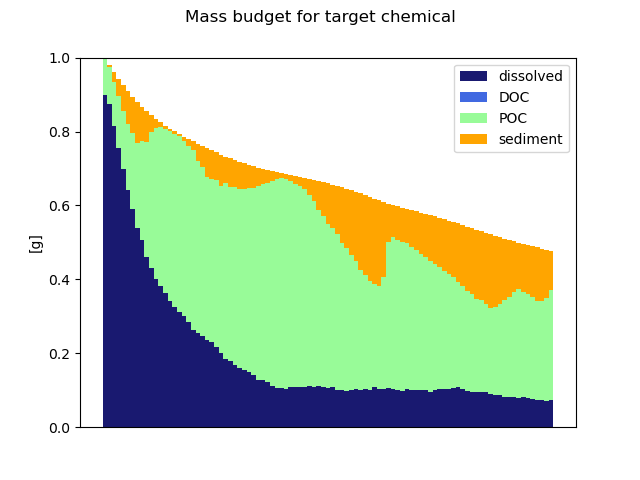 Mass budget for target chemical
1.0
0.8
0.6
0.4
0.2
0.0
[g]
dissolved
DOC
POC
sediment